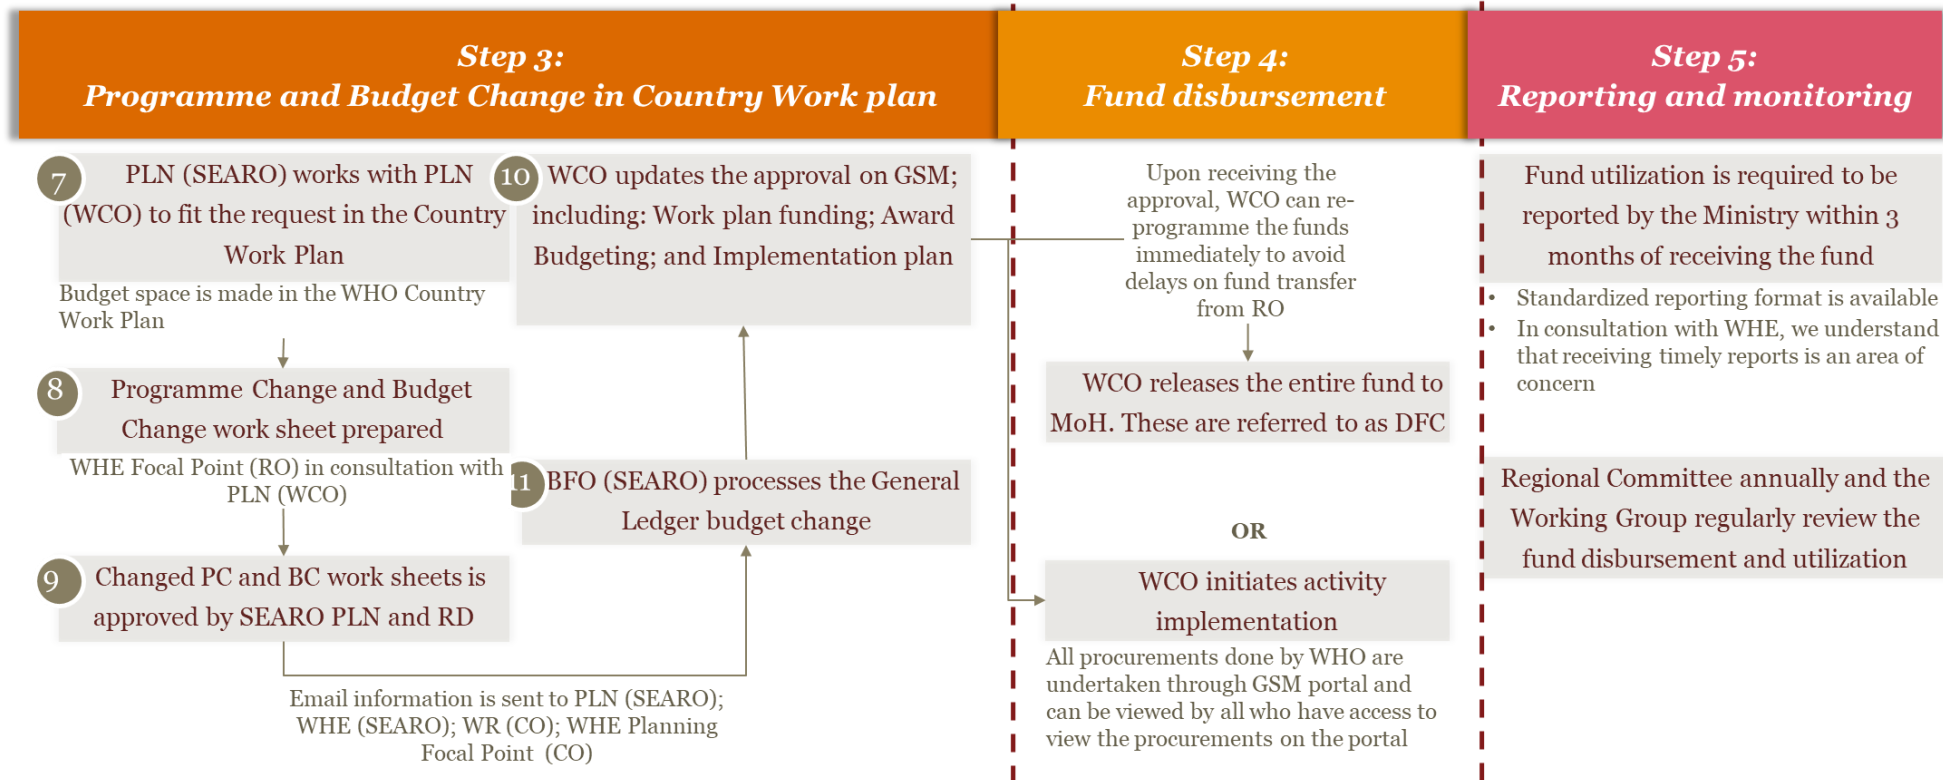 Step 3:
Programme and Budget Change in Country Work plan
7
PLN (SEARO) works with PLN
(WCO) to fit the request in the Country
Work Plan
Budget space is made in the WHO Country
Work Plan
8
Programme Change and Budget
Change work sheet prepared
WHE Focal Point (RO) in consultation with
PLN (WCO)
9
Changed PC and BC work sheets is
approved by SEARO PLN and RD
Email information is sent to PLN (SEARO);
WHE (SEARO); WR (CO); WHE Planning
Focal Point (CO)
10
WCO updates the approval on GSM;
including: Work plan funding; Award
Budgeting; and Implementation plan
11
BFO (SEARO) processes the General
Ledger budget change
Step 4:
Fund disbursement
Upon receiving the
approval, WCO can re-
programme the funds
immediately to avoid
delays on fund transfer
from RO
WCO releases the entire fund to
MoH. These are referred to as DFC
OR
WCO initiates activity
implementation
All procurements done by WHO are
undertaken through GSM portal and
can be viewed by all who have access to
view the procurements on the portal
Step 5:
Reporting and monitoring
Fund utilization is required to be
reported by the Ministry within 3
months of receiving the fund
• Standardized reporting format is available
• In consultation with WHE, we understand
that receiving timely reports is an area of
concern
Regional Committee annually and the
Working Group regularly review the
fund disbursement and utilization